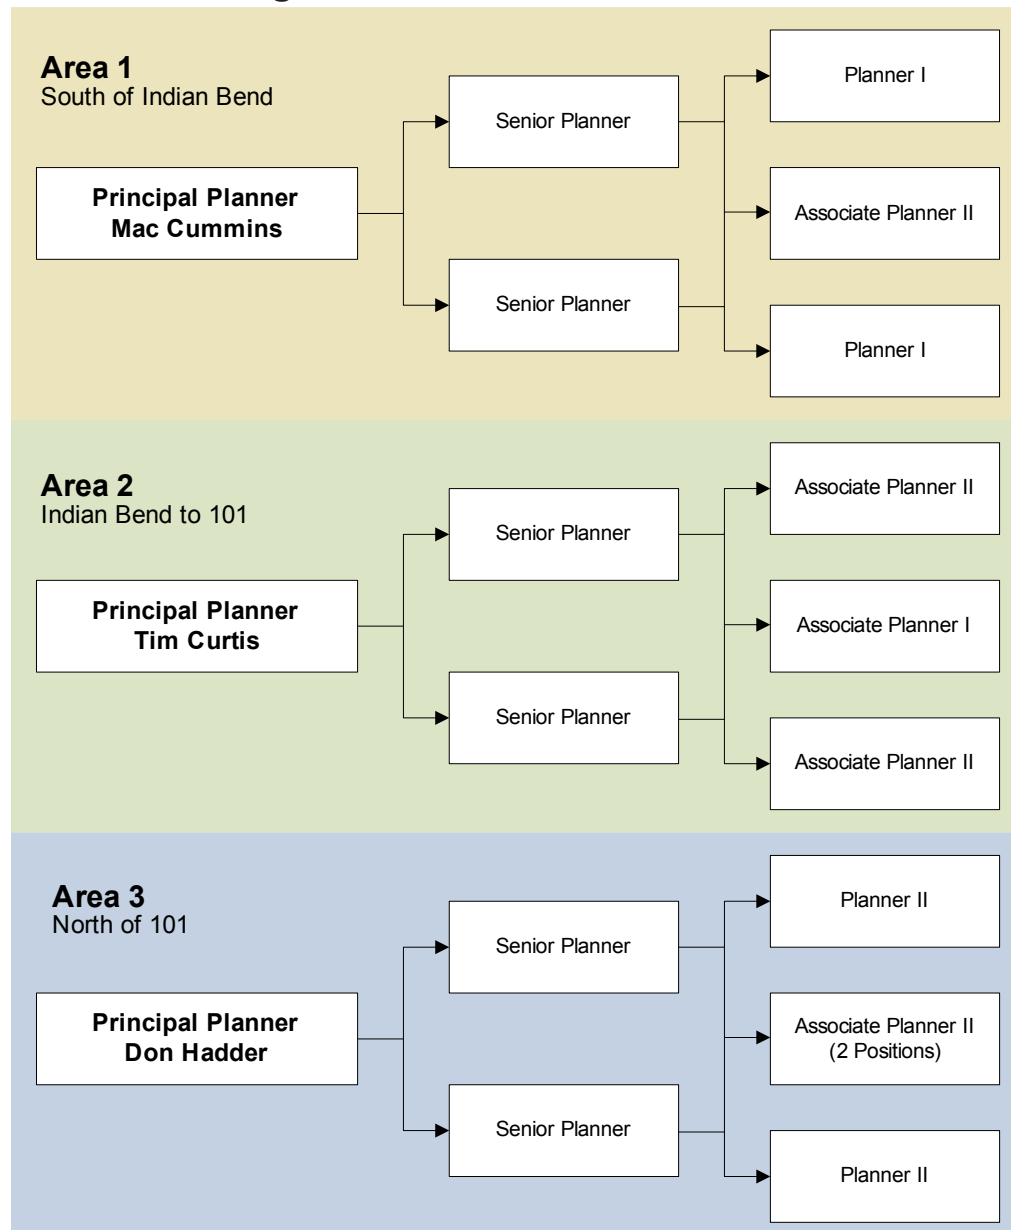 Area 1
South of Indian Bend
Principal Planner
Mac Cummins
Senior Planner
Senior Planner
Planner I
Associate Planner II
Planner I
Area 2
Indian Bend to 101
Principal Planner
Tim Curtis
Senior Planner
Senior Planner
Associate Planner II
Associate Planner I
Associate Planner II
Area 3
North of 101
Principal Planner
Don Hadder
Senior Planner
Senior Planner
Planner II
Associate Planner II
(2 Positions)
Planner II